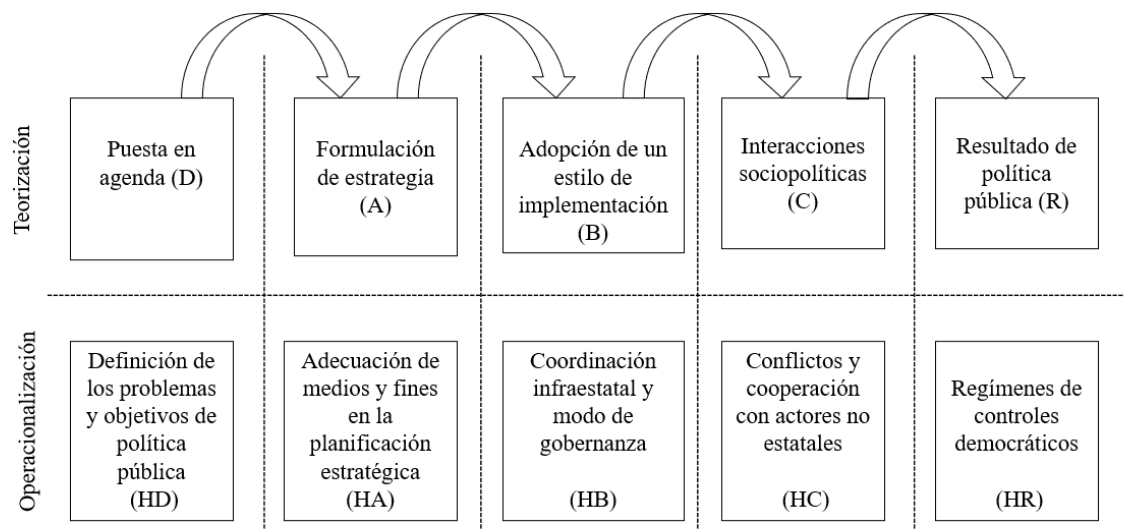 Teorización
Puesta en
agenda (D)
Formulación
de estrategia
(A)
Adopción de un
estilo de
implementación
(B)
Interacciones
sociopolíticas
(C)
Resultado de
política
pública (R)
Operacionalización
Definición de
los problemas
y objetivos de
política
pública
(HD)
Adecuación de
medios y fines
en la
planificación
estratégica
(HA)
Coordinación
infraestatal y
modo de
gobernanza
(HB)
Conflictos y
cooperación
con actores no
estatales
(HC)
Regímenes de
controles
democráticos
(HR)